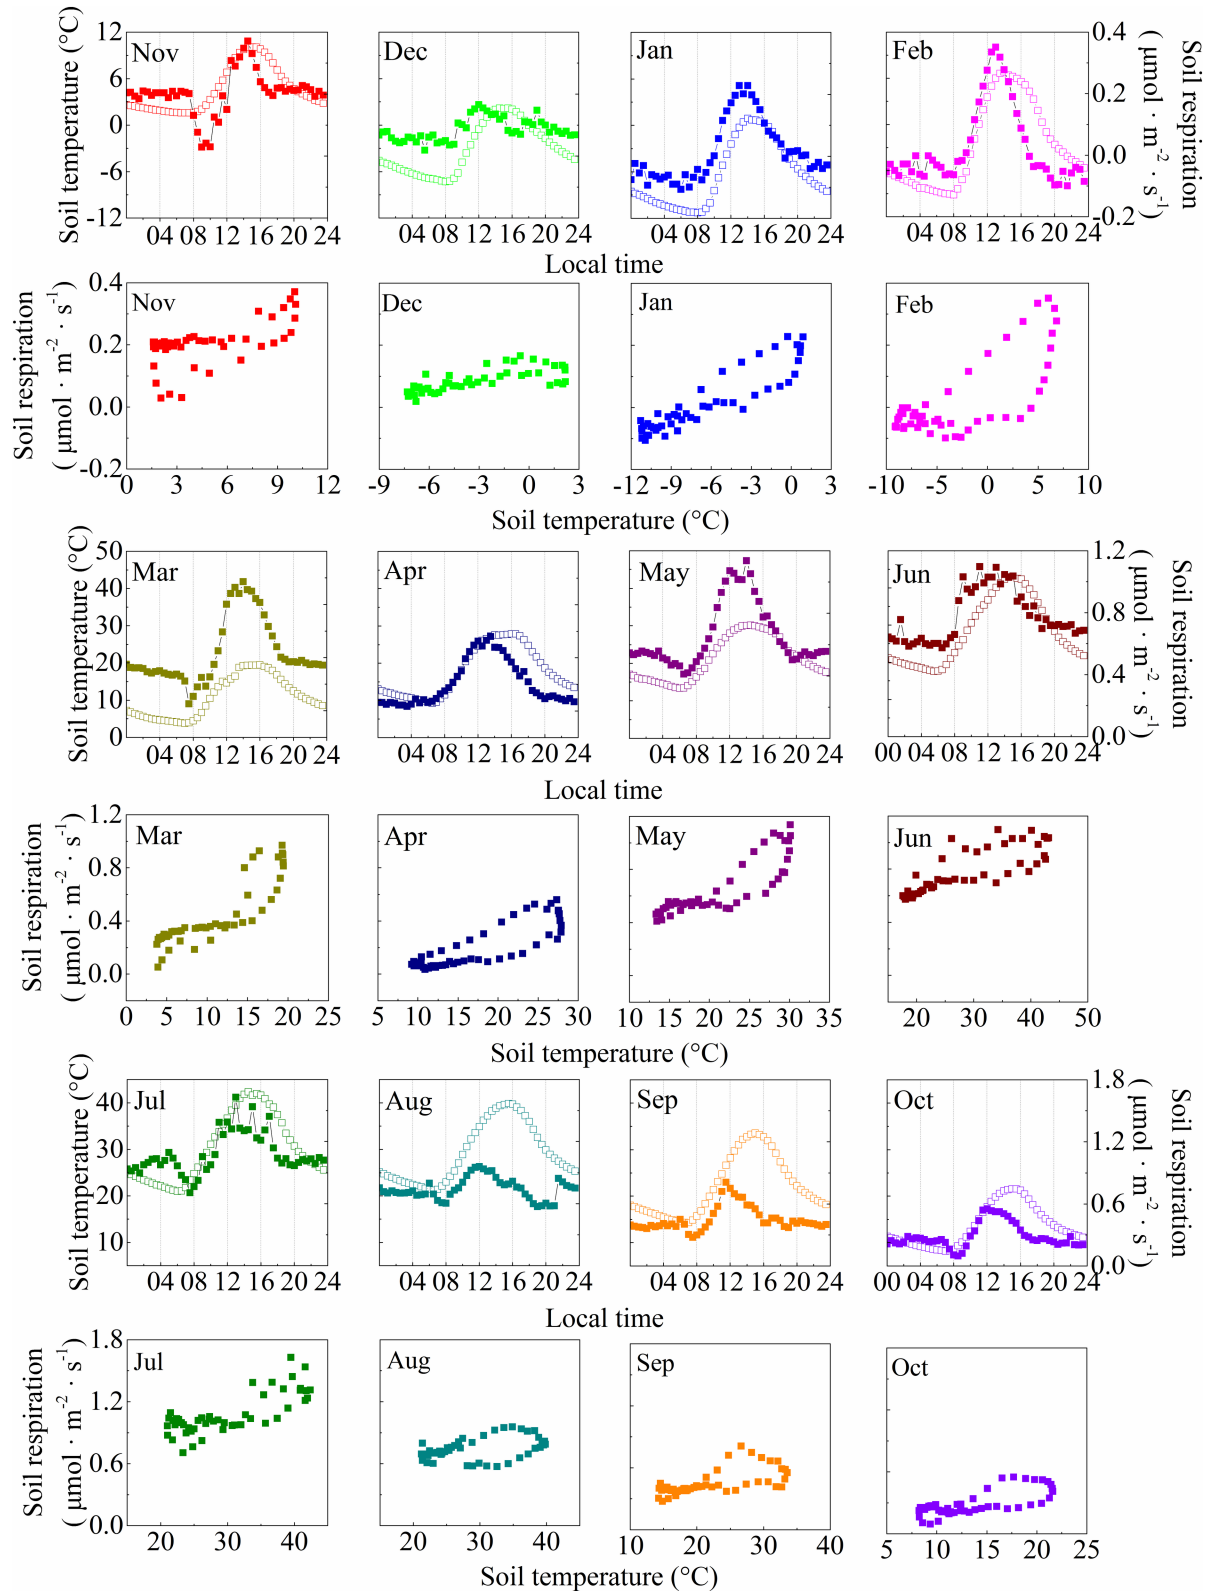 Soil temperature (°C)
12
6
0
-6
-12
Nov
Dec
Jan
Feb
0.4
0.2
0.0
-0.2
Soil respiration
( μmol · m-2 · s-1)
04 08 12 16 20 24
04 08 12 16 20 24
04 08 12 16 20 24
04 08 12 16 20 24
Local time
Soil respiration
( μmol · m-2 · s-1)
0.4
0.2
0.0
-0.2
Nov
Dec
Jan
Feb
0 3 6 9 12
-9 -6 -3 0 3
-12 -9 -6 -3 0 3
-10 -5 0 5 10
Soil temperature (°C)
Soil temperature (°C)
50
40
30
20
10
0
Mar
Apr
May
Jun
1.2
0.8
0.4
0.0
Soil respiration
( μmol · m-2 · s-1)
04 08 12 16 20 24
04 08 12 16 20 24
04 08 12 16 20 24
00 04 08 12 16 20 24
Local time
Soil respiration
( μmol · m-2 · s-1)
1.2
0.8
0.4
0.0
Mar
Apr
May
Jun
0 5 10 15 20 25
5 10 15 20 25 30
10 15 20 25 30 35
20 30 40 50
Soil temperature (°C)
Soil temperature (°C)
40
30
20
10
Jul
Aug
Sep
Oct
1.8
1.2
0.6
0.0
Soil respiration
( μmol · m-2 · s-1)
04 08 12 16 20 24
04 08 12 16 20 24
04 08 12 16 20 24
00 04 08 12 16 20 24
Local time
Soil respiration
( μmol · m-2 · s-1)
1.8
1.2
0.6
0.0
Jul
Aug
Sep
Oct
20 30 40
20 30 40
10 20 30 40
5 10 15 20 25
Soil temperature (°C)